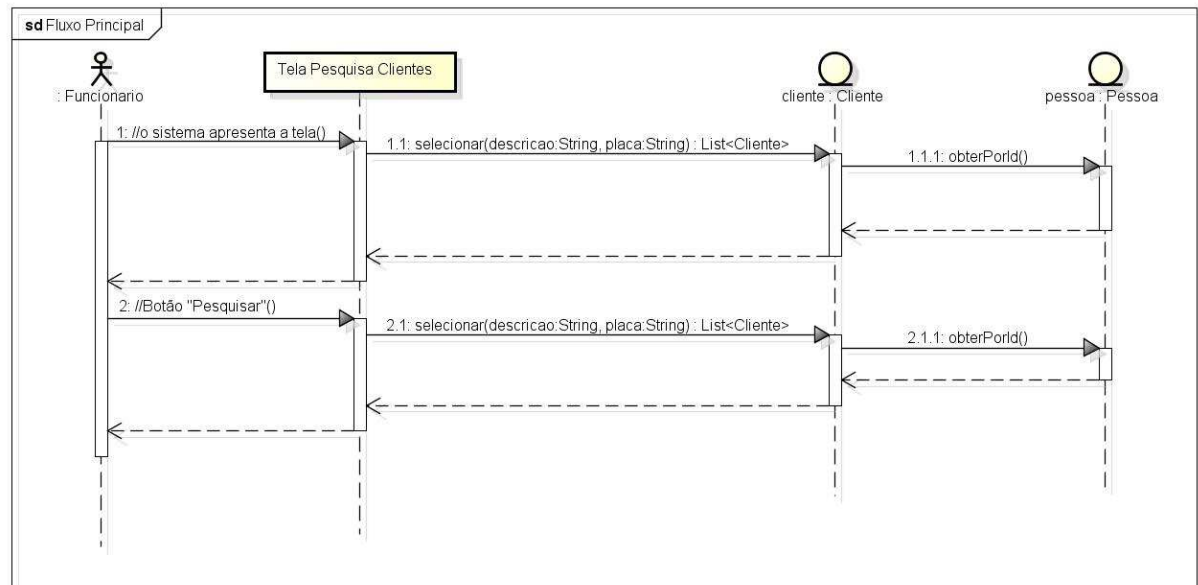 sd Fluxo Principal
: Funcionario
Tela Pesquisa Clientes
cliente : Cliente
pessoa : Pessoa
1: //o sistema apresenta a tela()
1.1: selecionar(descricao:String, placa:String) : List<Cliente>
1.1.1: obterPorId()
2: //Botão "Pesquisar"()
2.1: selecionar(descricao:String, placa:String) : List<Cliente>
2.1.1: obterPorId()